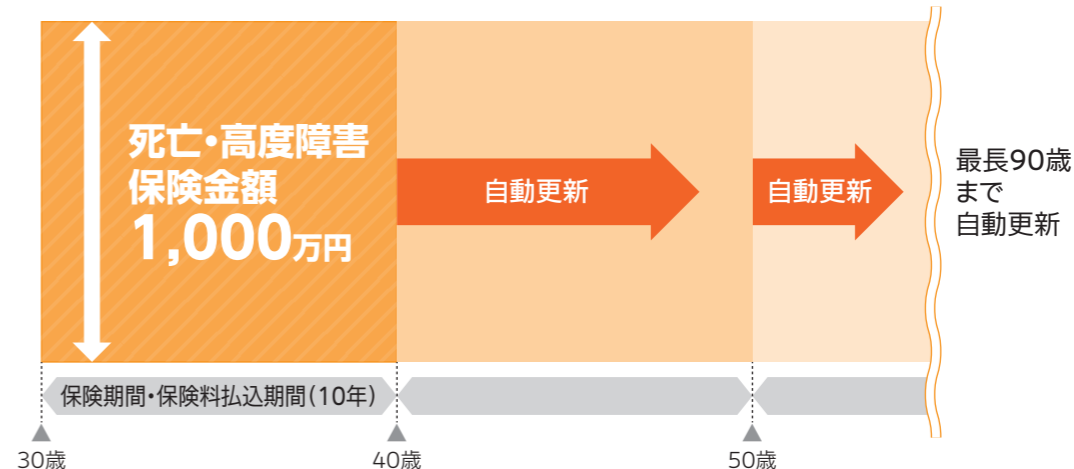 死亡・高度障害
保険金額
1,000万円
自動更新
自動更新
最長90歳
まで
自動更新
保険期間・保険料払込期間(10年)
30歳
40歳
50歳